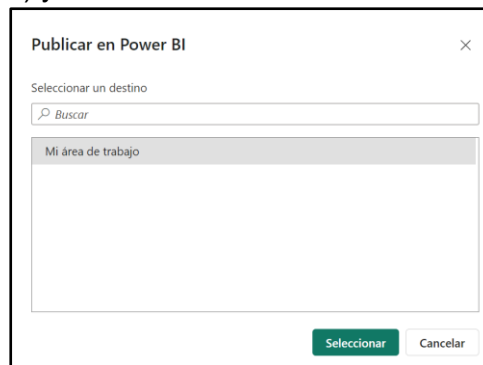 Publicar en Power BI
Seleccionar un destino
Buscar
Mi área de trabajo
Seleccionar Cancelar